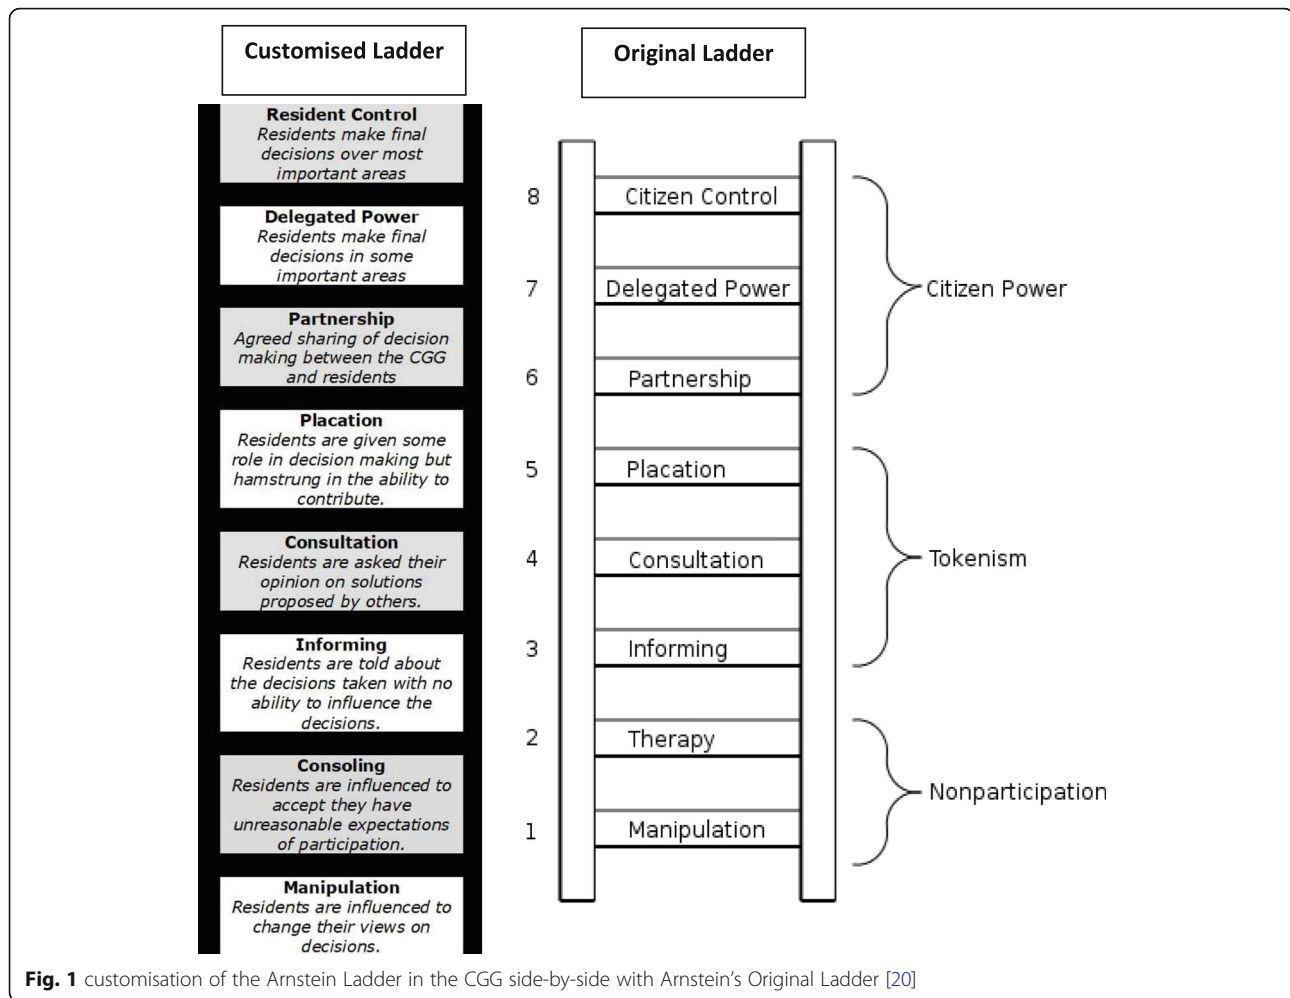 Customised Ladder
Resident Control
Residents make final
decisions over most
important areas
Delegated Power
Residents make final
decisions in some
important areas
Partnership
Agreed sharing of decision
making between the CGG
and residents
Placation
Residents are given some
role in decision making but
hamstrung in the ability to
contribute.
Consultation
Residents are asked their
opinion on solutions
proposed by others.
Informing
Residents are told about
the decisions taken with no
ability to influence the
decisions.
Consoling
Residents are influenced to
accept they have
unreasonable expectations
of participation.
Manipulation
Residents are influenced to
change their views on
decisions.
Original Ladder
8 Citizen Control
7 Delegated Power
6 Partnership
5 Placation
4 Consultation
3 Informing
2 Therapy
1 Manipulation
Citizen Power
Tokenism
Nonparticipation
Fig. 1 customisation of the Arnstein Ladder in the CGG side-by-side with Arnstein's Original Ladder [20]